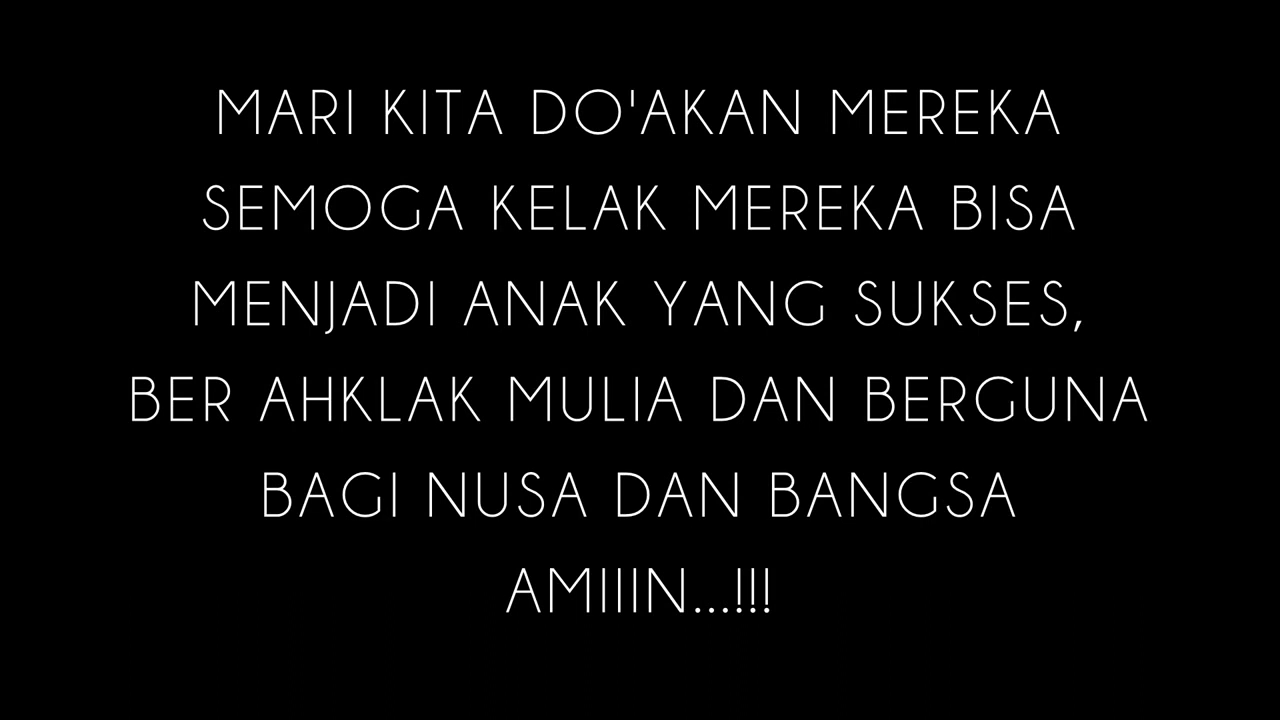 MARI KITA DO'AKAN MEREKA
SEMOGA KELAK MEREKA BISA
MENJADI ANAK YANG SUKSES,
BER AHKLAK MULIA DAN BERGUNA
BAGI NUSA DAN BANGSA
AMIIIN...!!!